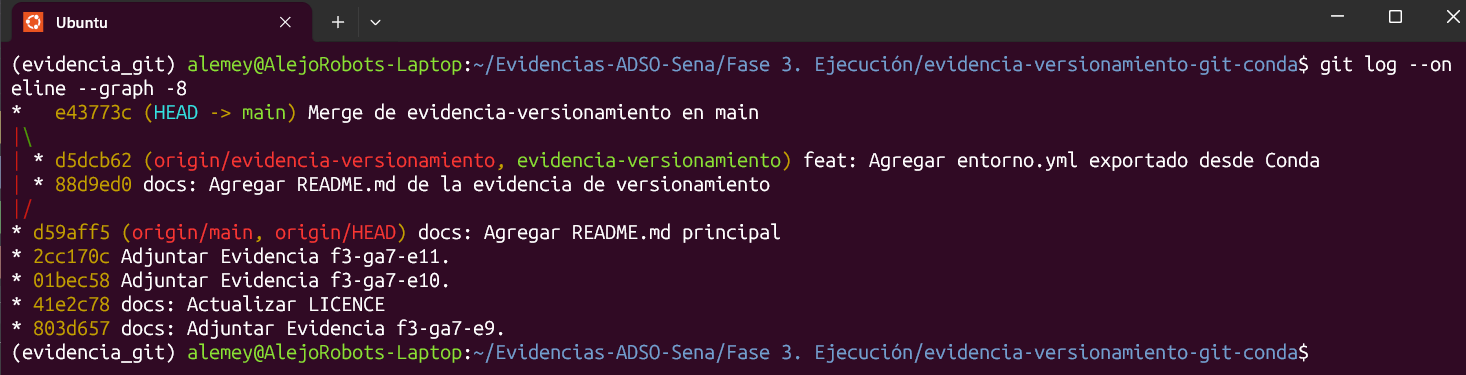 Ubuntu
(evidencia_git) alemey@AlejoRobots-Laptop:~/Evidencias-ADSO-Sena/Fase 3. Ejecución/evidencia-versionamiento-git-conda$ git log --on
eline --graph -8
*   e43773c (HEAD -> main) Merge de evidencia-versionamiento en main
|\
| * d5dcb62 (origin/evidencia-versionamiento, evidencia-versionamiento) feat: Agregar entorno.yml exportado desde Conda
| * 88d9ed0 docs: Agregar README.md de la evidencia de versionamiento
|/
* d59aff5 (origin/main, origin/HEAD) docs: Agregar README.md principal
* 2cc170c Adjuntar Evidencia f3-ga7-e11.
* 01bec58 Adjuntar Evidencia f3-ga7-e10.
* 41e2c78 docs: Actualizar LICENCE
* 803d657 docs: Adjuntar Evidencia f3-ga7-e9.
(evidencia_git) alemey@AlejoRobots-Laptop:~/Evidencias-ADSO-Sena/Fase 3. Ejecución/evidencia-versionamiento-git-conda$